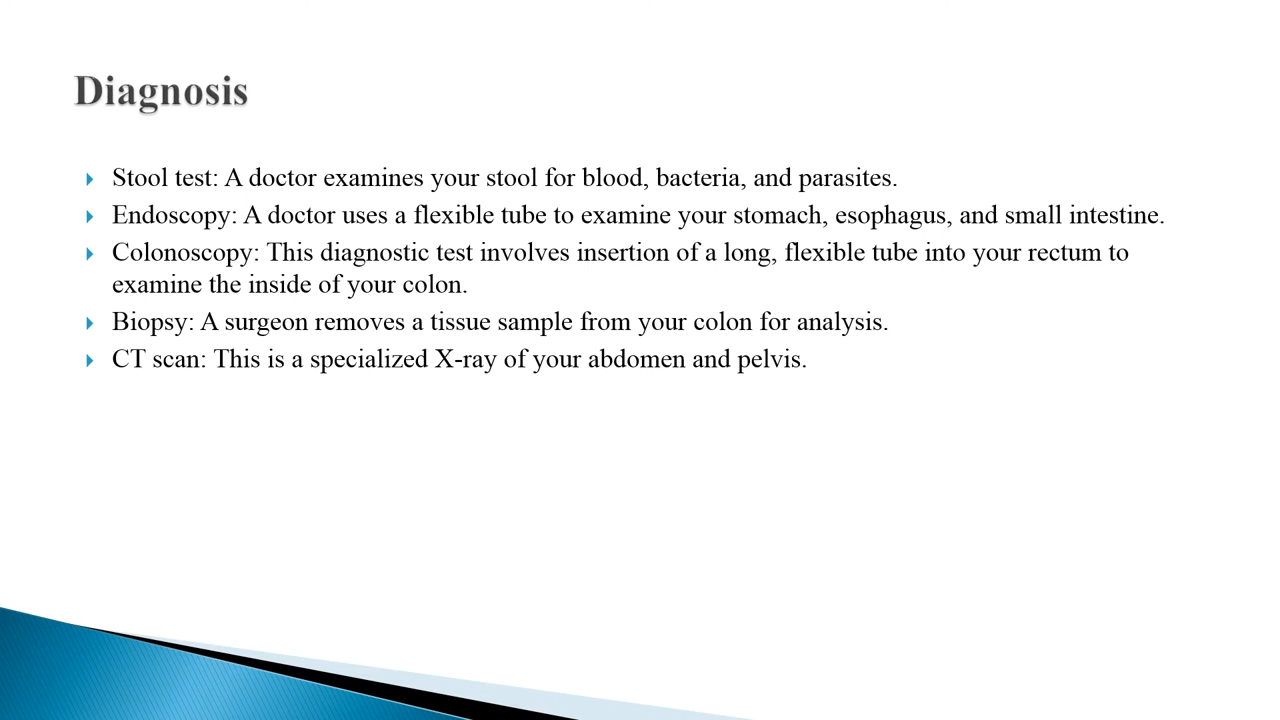 Diagnosis
Stool test: A doctor examines your stool for blood, bacteria, and parasites.
Endoscopy: A doctor uses a flexible tube to examine your stomach, esophagus, and small intestine.
Colonoscopy: This diagnostic test involves insertion of a long, flexible tube into your rectum to
examine the inside of your colon.
Biopsy: A surgeon removes a tissue sample from your colon for analysis.
CT scan: This is a specialized X-ray of your abdomen and pelvis.